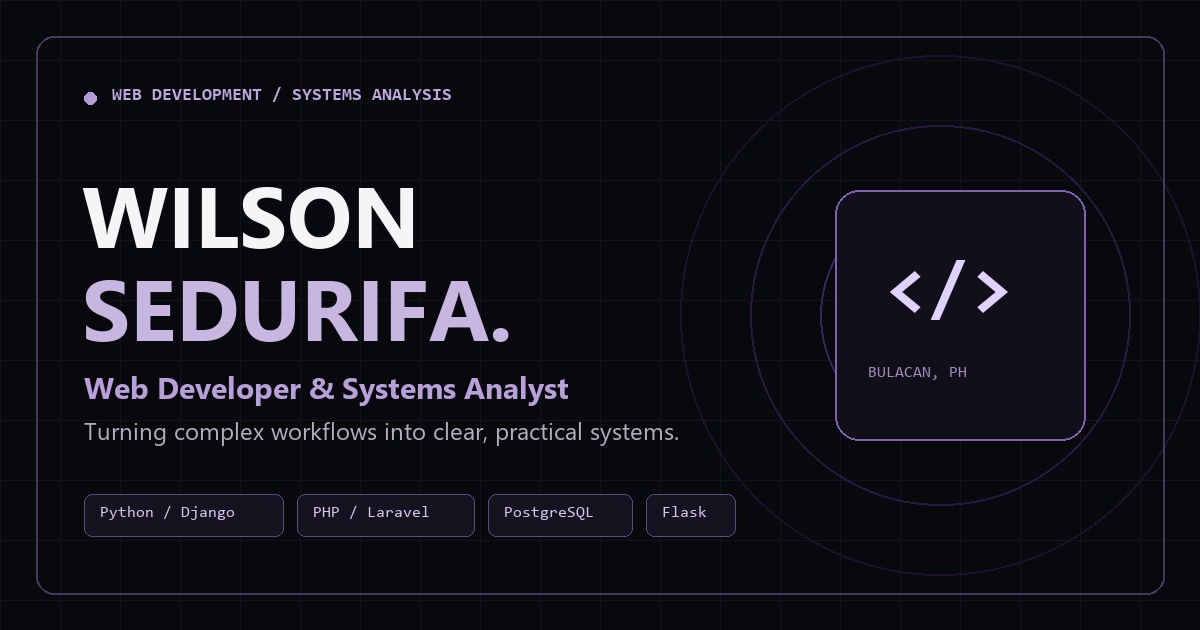 WEB DEVELOPMENT / SYSTEMS ANALYSIS
WILSON
SEDURIFA.
Web Developer & Systems Analyst
Turning complex workflows into clear, practical systems.
Python / Django
PHP / Laravel
PostgreSQL
Flask
</>
BULACAN, PH